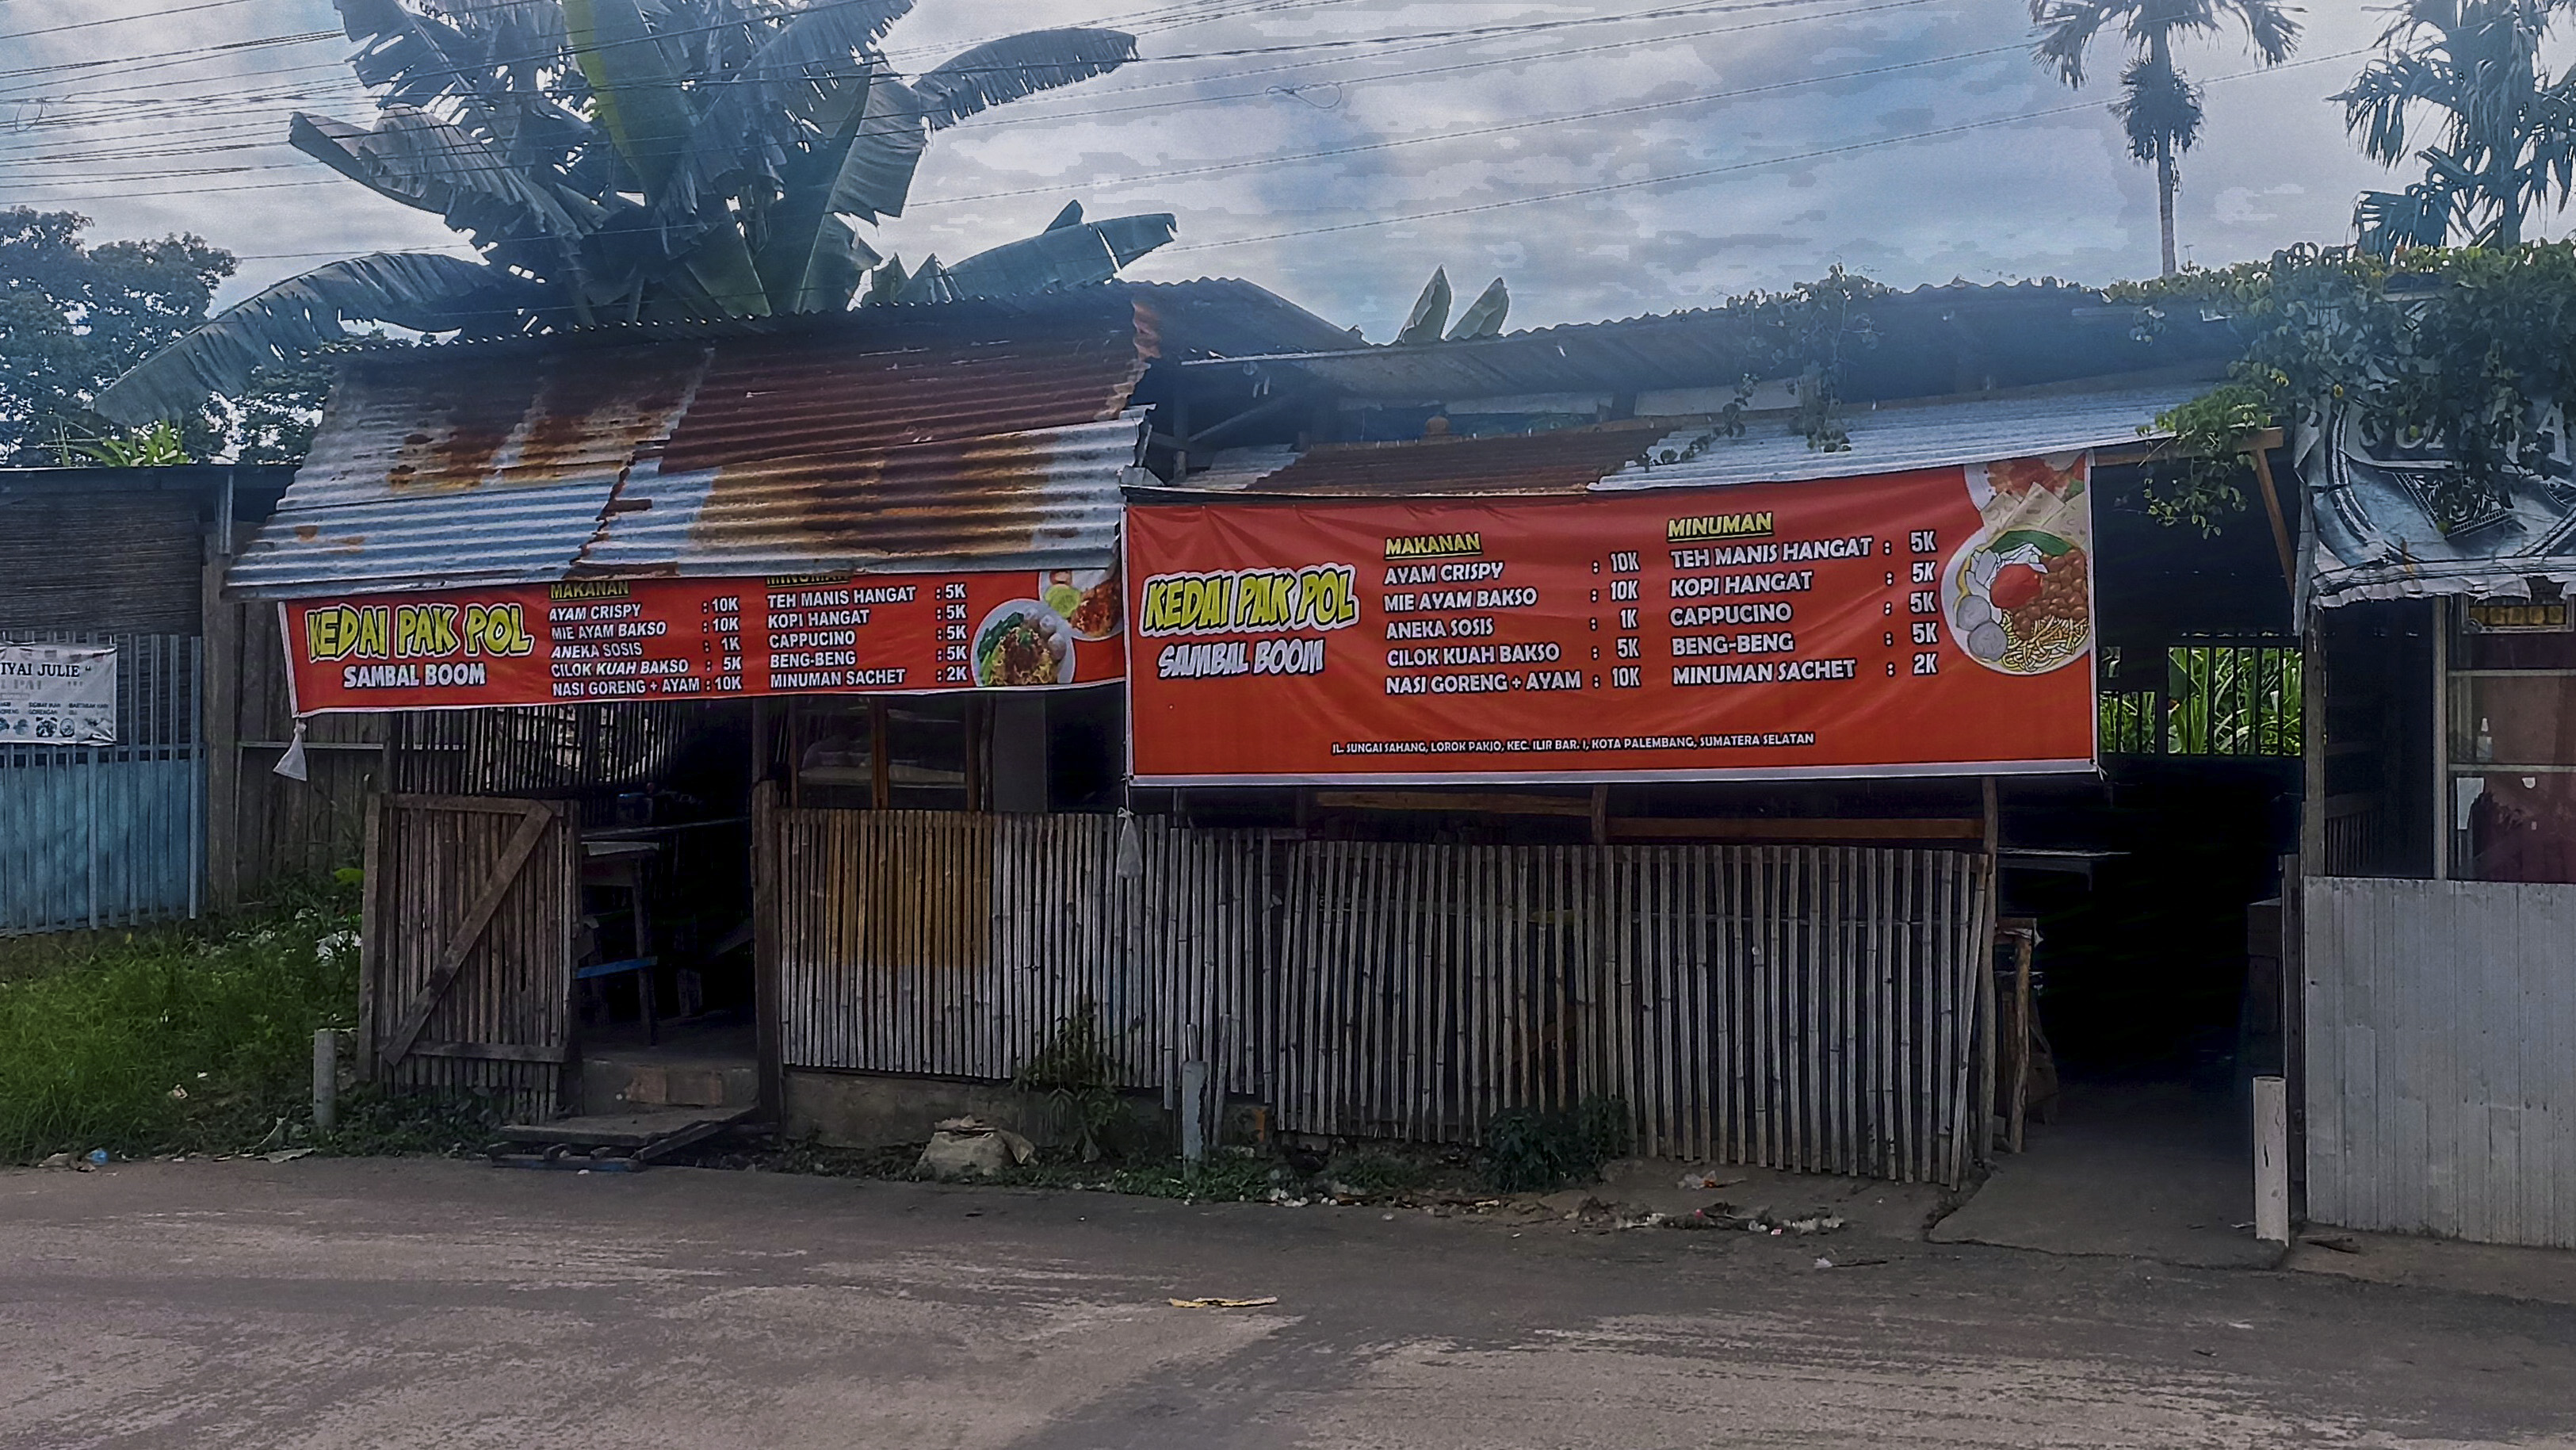 IYAI JULIE "
KEDAI PAK POL
SAMBAL BOOM
MAKANAN
AYAM CRISPY : 10K
MIE AYAM BAKSO : 10K
ANEKA SOSIS : 1K
CILOK KUAH BAKSO : 5K
NASI GORENG + AYAM : 10K
MINUMAN
TEH MANIS HANGAT : 5K
KOPI HANGAT : 5K
CAPPUCINO : 5K
BENG-BENG : 5K
MINUMAN SACHET : 2K
KEDAI PAK POL
SAMBAL BOOM
MAKANAN
AYAM CRISPY : 10K
MIE AYAM BAKSO : 10K
ANEKA SOSIS : 1K
CILOK KUAH BAKSO : 5K
NASI GORENG + AYAM : 10K
MINUMAN
TEH MANIS HANGAT : 5K
KOPI HANGAT : 5K
CAPPUCINO : 5K
BENG-BENG : 5K
MINUMAN SACHET : 2K
JL. SUNGAI SAHANG, LOROK PAKJO, KEC. ILIR BAR. I, KOTA PALEMBANG, SUMATERA SELATAN